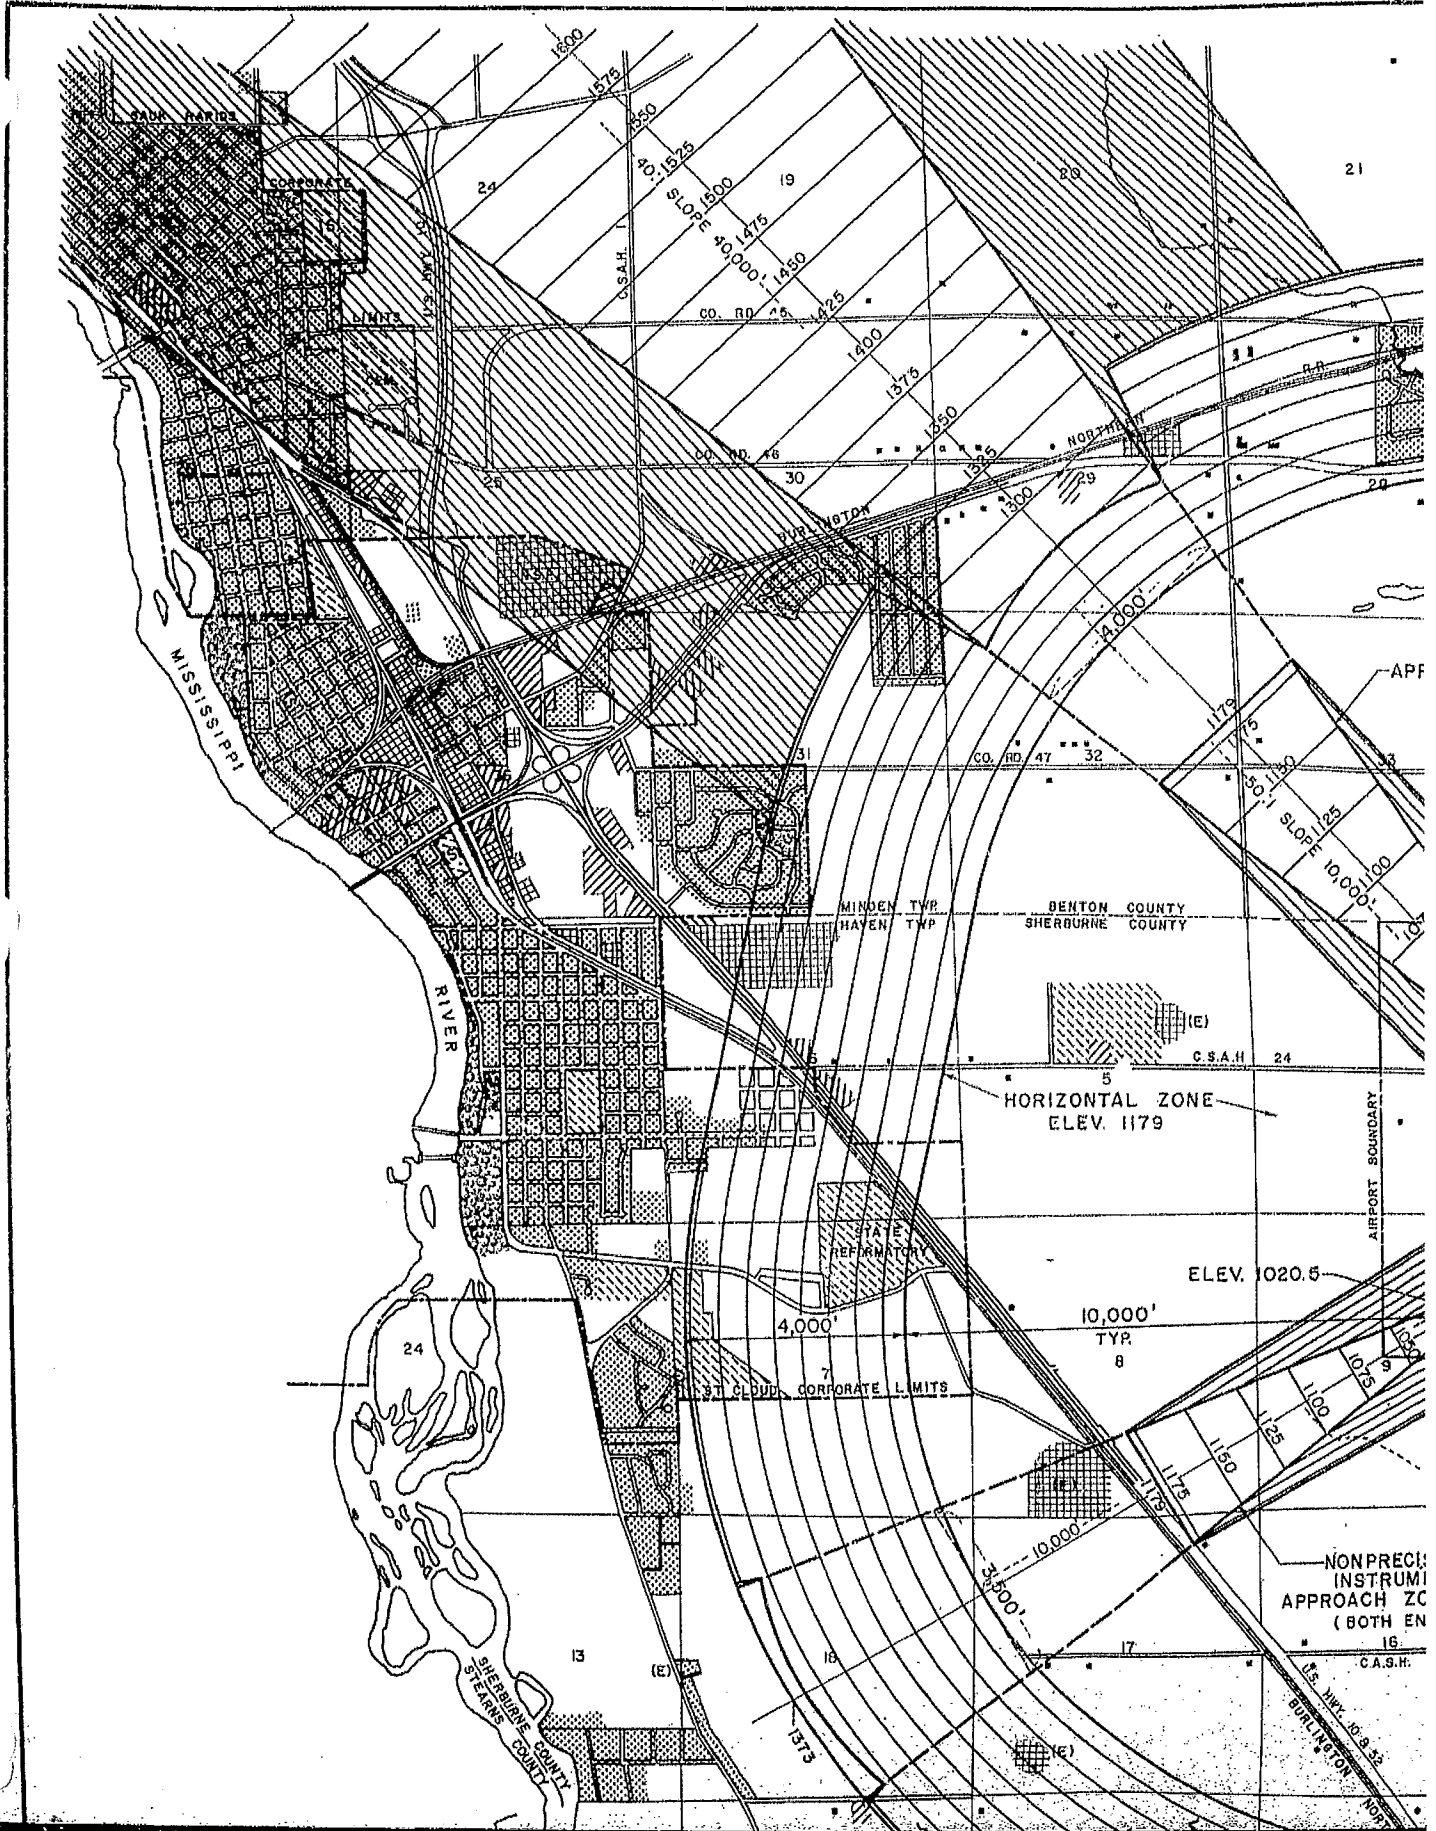 SAUK RAPIDS
CORPORATE
LIMITS
CEM.
C.S.A.H. 1
1600
1575
1550
1525
1500
1475
1450
1425
1400
1375
1350
1325
1300
40:1 SLOPE 40,000'
24
19
20
21
CO. RD. 45
CO. RD. 46
25
30
29
28
BURLINGTON
NORTHERN
R.R.
MISSISSIPPI
RIVER
14,000'
APP
1179
1175
1150
1125
1100
50:1 SLOPE 10,000'
31
CO. RD. 47
32
33
MINDEN TWP.
HAVEN TWP.
BENTON COUNTY
SHERBURNE COUNTY
(E)
C.S.A.H. 24
5
HORIZONTAL ZONE
ELEV. 1179
AIRPORT BOUNDARY
STATE
REFORMATORY
ELEV. 1020.5
4,000'
10,000'
TYP.
8
7
ST. CLOUD CORPORATE LIMITS
24
9
1050
1075
1100
1125
1150
1175
1179
(E)
10,000'
3,500'
NONPRECIS
INSTRUM
APPROACH ZO
(BOTH EN
16
C.A.S.H.
17
18
13
(E)
1373
(E)
SHERBURNE COUNTY
STEARNS COUNTY
U.S. HWY. 10 & 52
BURLINGTON
NORT